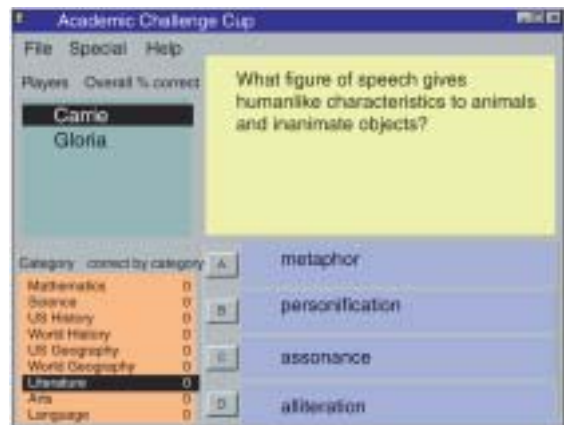 Academic Challenge Cup
File Special Help
Players Overall % correct
Carrie
Gloria
What figure of speech gives
humanlike characteristics to animals
and inanimate objects?
Category correct by category
Mathematics 0
Science 0
US History 0
World History 0
US Geography 0
World Geography 0
Literature 0
Arts 0
Language 0
A metaphor
B personification
C assonance
D alliteration